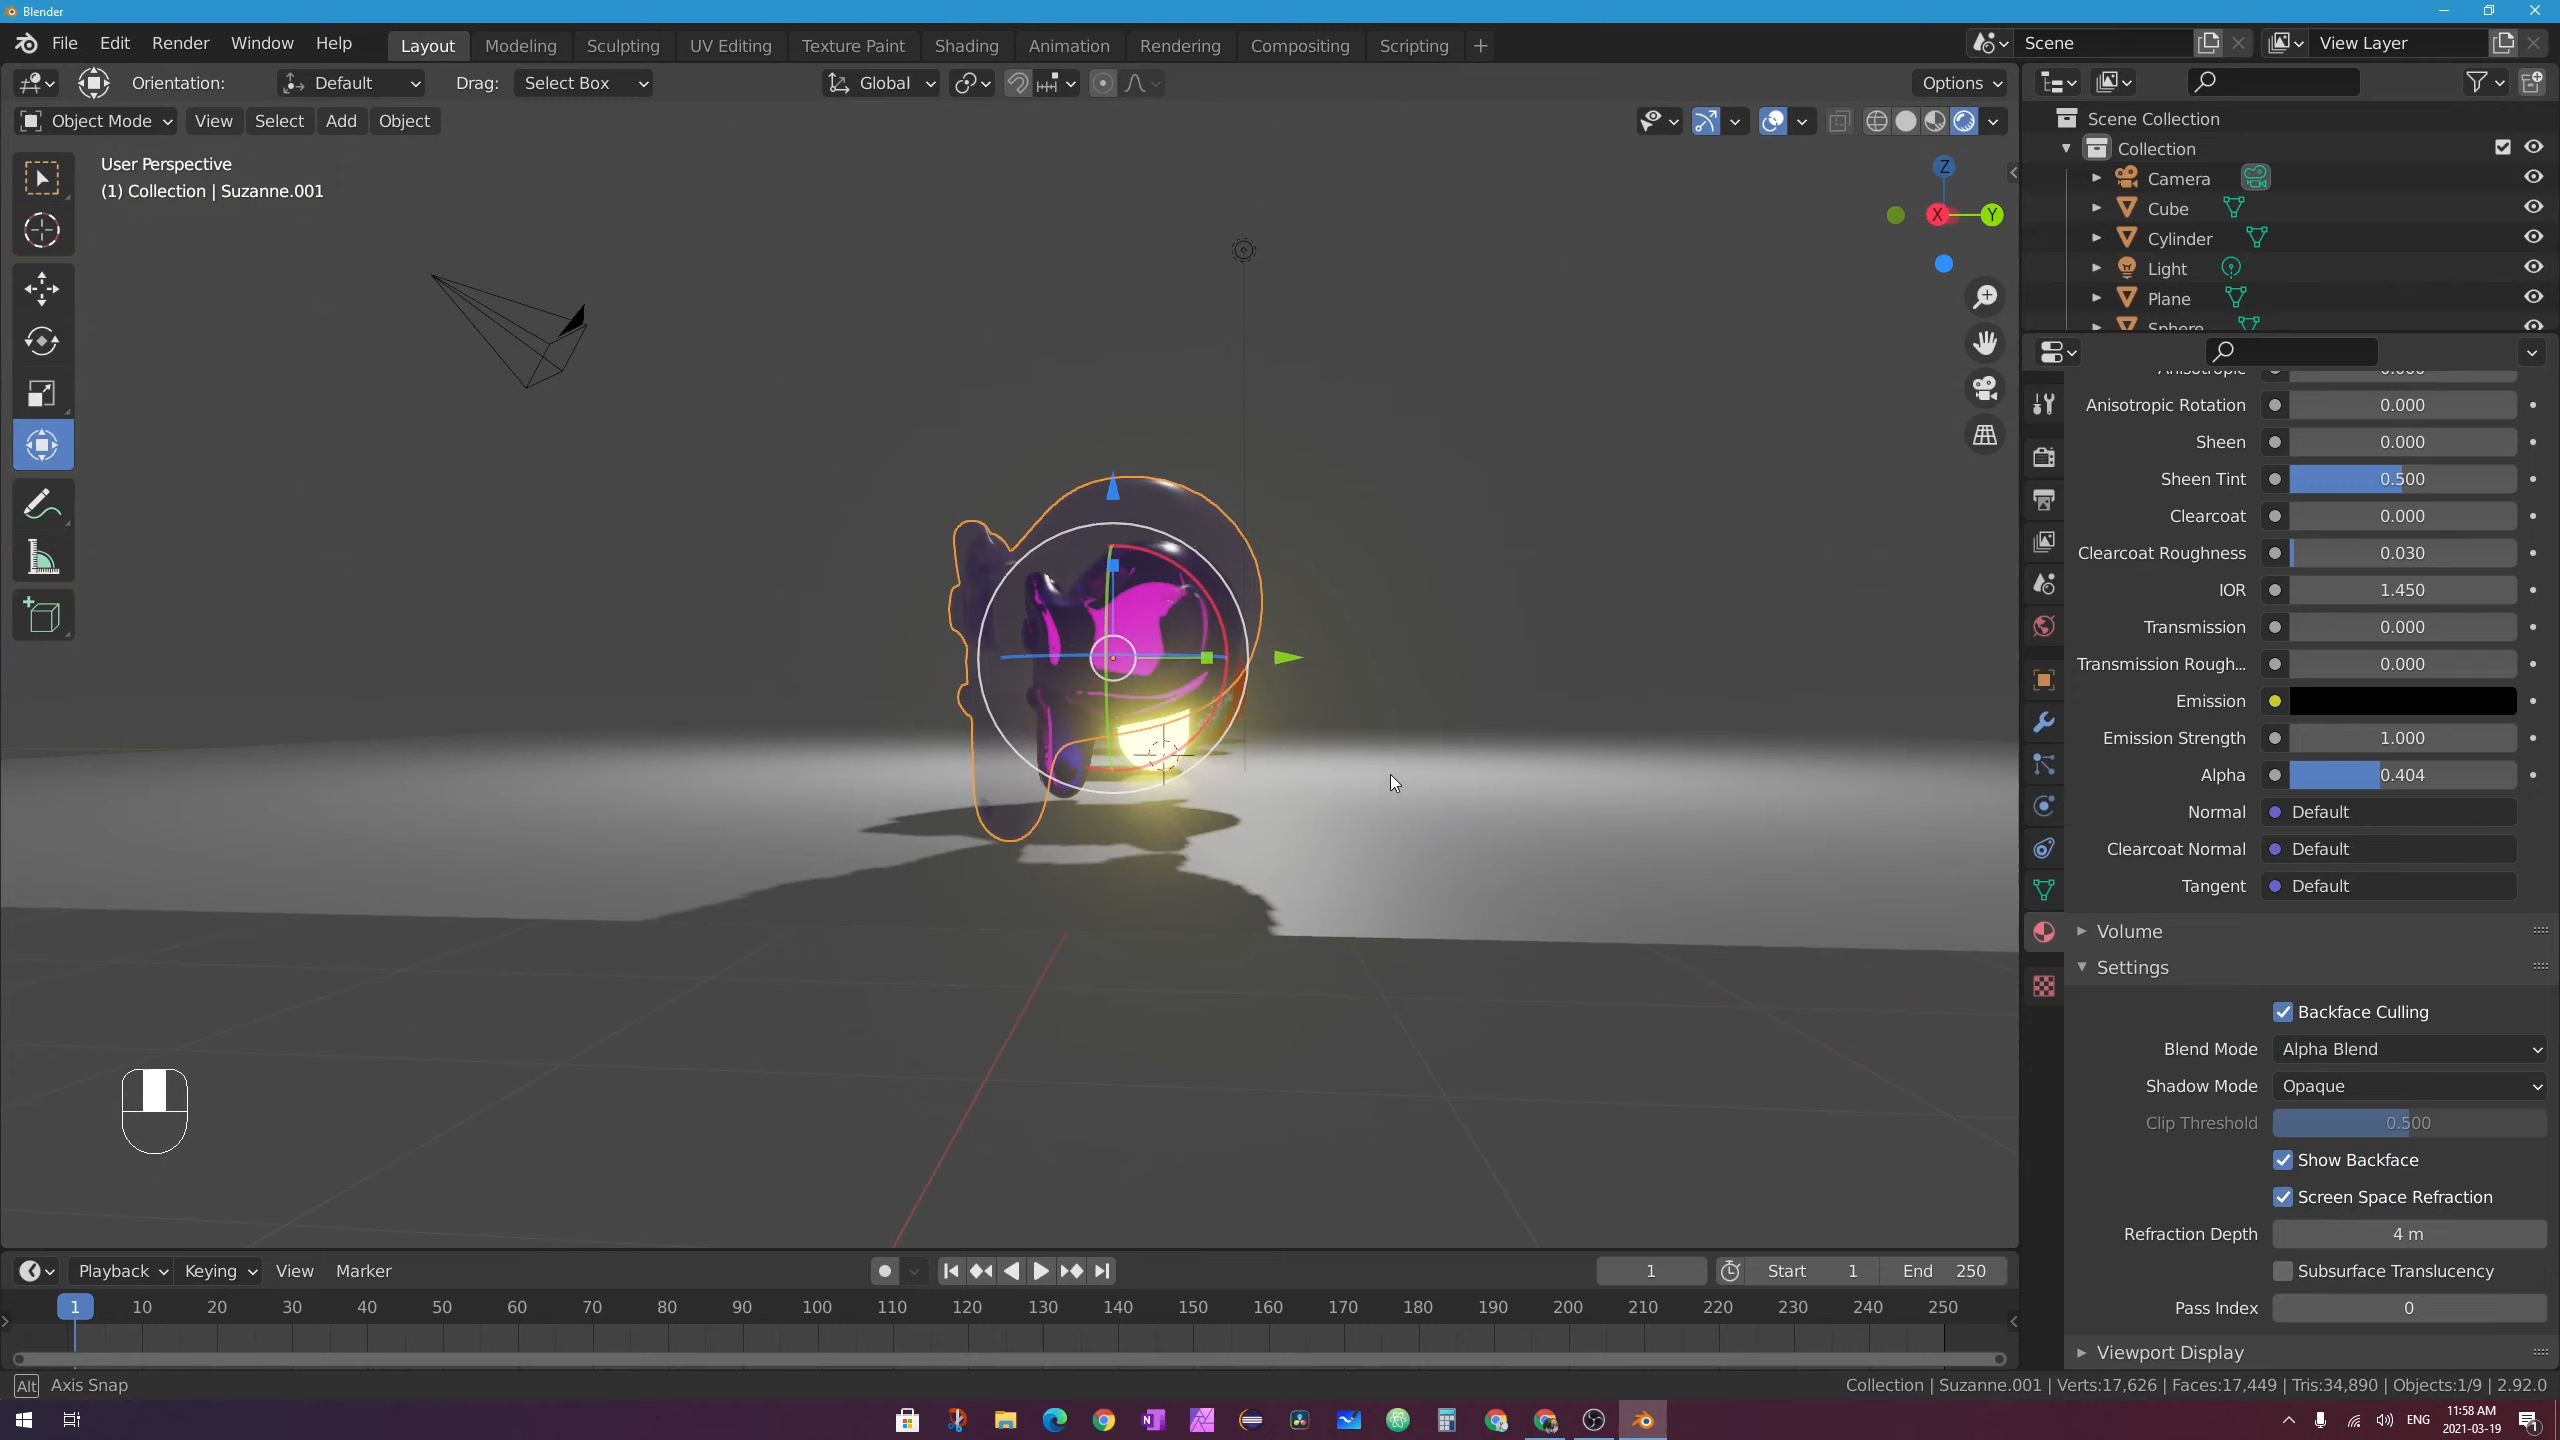 Blender
File Edit Render Window Help Layout Modeling Sculpting UV Editing Texture Paint Shading Animation Rendering Compositing Scripting + Scene View Layer
Orientation: Default Drag: Select Box Global Options
Object Mode View Select Add Object
User Perspective
(1) Collection | Suzanne.001
Z
X Y
Scene Collection
Collection
Camera
Cube
Cylinder
Light
Plane
Sphere
Anisotropic 0.000
Anisotropic Rotation 0.000
Sheen 0.000
Sheen Tint 0.500
Clearcoat 0.000
Clearcoat Roughness 0.030
IOR 1.450
Transmission 0.000
Transmission Rough... 0.000
Emission
Emission Strength 1.000
Alpha 0.404
Normal Default
Clearcoat Normal Default
Tangent Default
Volume
Settings
Backface Culling
Blend Mode Alpha Blend
Shadow Mode Opaque
Clip Threshold 0.500
Show Backface
Screen Space Refraction
Refraction Depth 4 m
Subsurface Translucency
Pass Index 0
Viewport Display
Playback Keying View Marker 1 Start 1 End 250
1 10 20 30 40 50 60 70 80 90 100 110 120 130 140 150 160 170 180 190 200 210 220 230 240 250
Alt Axis Snap Collection | Suzanne.001 | Verts:17,626 | Faces:17,449 | Tris:34,890 | Objects:1/9 | 2.92.0
ENG 11:58 AM
2021-03-19
1